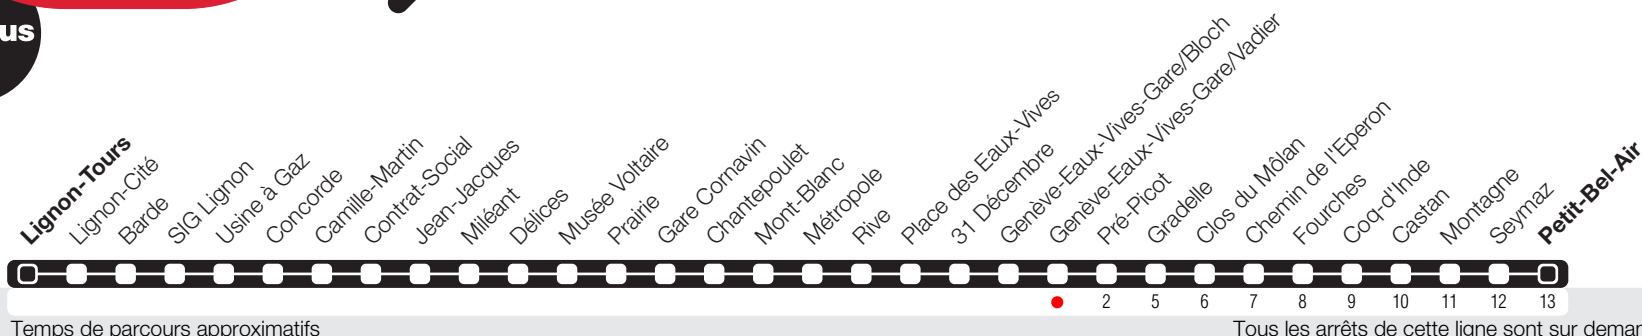 us
Lignon-Tours
Lignon-Cité
Barde
SIG Lignon
Usine à Gaz
Concorde
Camille-Martin
Contrat-Social
Jean-Jacques
Miléant
Délices
Musée Voltaire
Prairie
Gare Cornavin
Chantepoulet
Mont-Blanc
Métropole
Rive
Place des Eaux-Vives
31 Décembre
Genève-Eaux-Vives-Gare/Bloch
Genève-Eaux-Vives-Gare/Vadier
Pré-Picot
Gradelle
Clos du Môlan
Chemin de l'Eperon
Fourches
Coq-d'Inde
Castan
Montagne
Seymaz
Petit-Bel-Air
2 5 6 7 8 9 10 11 12 13
Temps de parcours approximatifs
Tous les arrêts de cette ligne sont sur deman